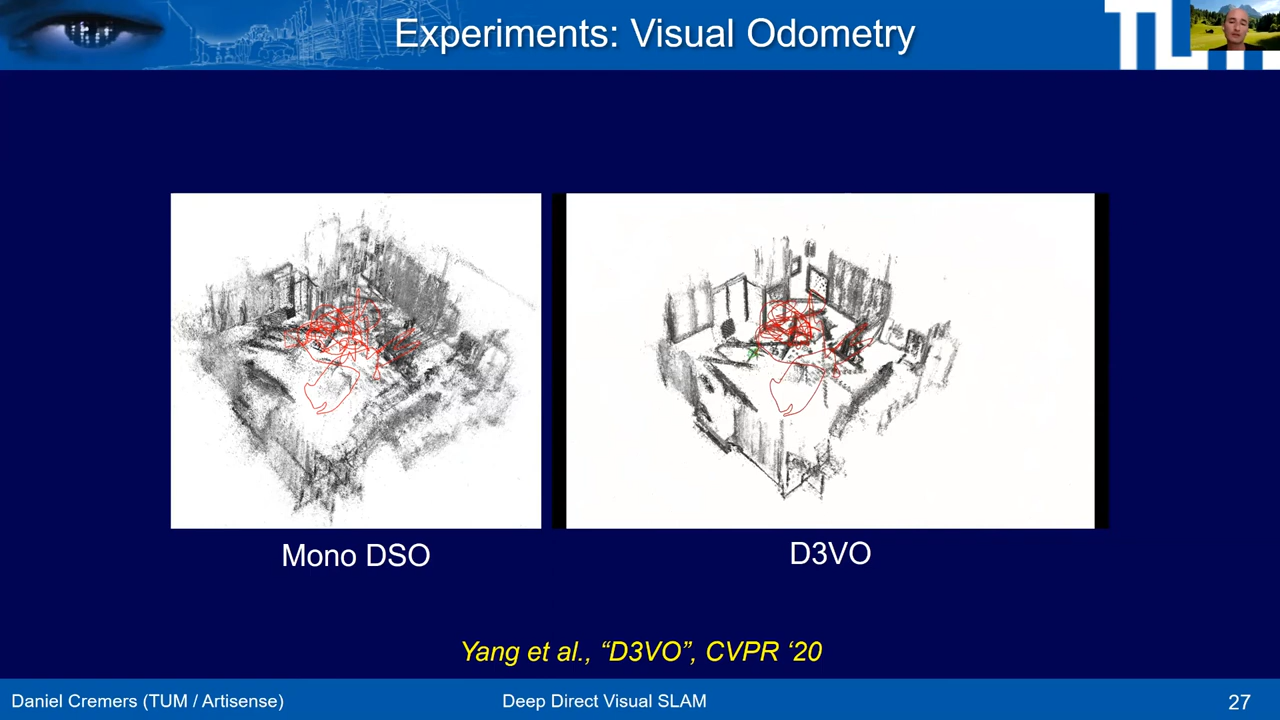 Experiments: Visual Odometry
Mono DSO
D3VO
Yang et al., “D3VO”, CVPR ‘20
Daniel Cremers (TUM / Artisense)
Deep Direct Visual SLAM
27